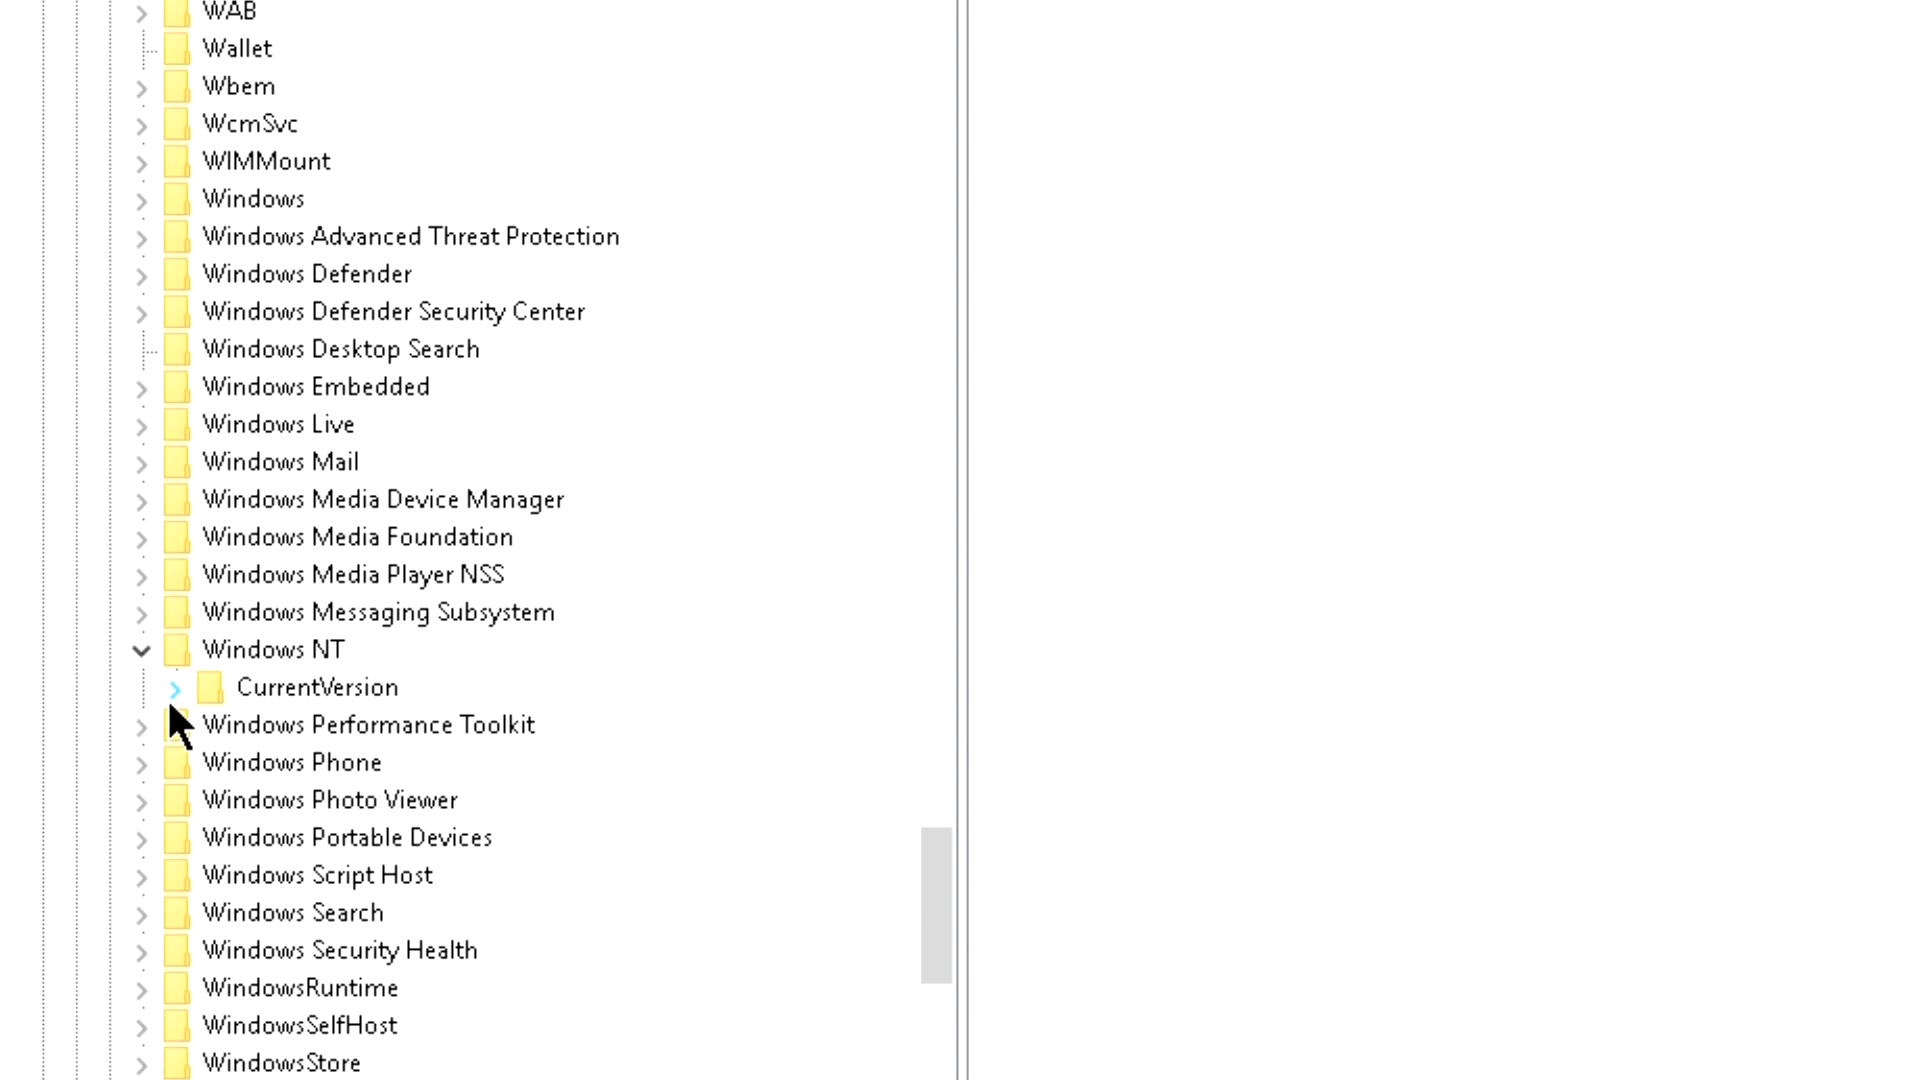 WAB
Wallet
Wbem
WcmSvc
WIMMount
Windows
Windows Advanced Threat Protection
Windows Defender
Windows Defender Security Center
Windows Desktop Search
Windows Embedded
Windows Live
Windows Mail
Windows Media Device Manager
Windows Media Foundation
Windows Media Player NSS
Windows Messaging Subsystem
Windows NT
CurrentVersion
Windows Performance Toolkit
Windows Phone
Windows Photo Viewer
Windows Portable Devices
Windows Script Host
Windows Search
Windows Security Health
WindowsRuntime
WindowsSelfHost
WindowsStore